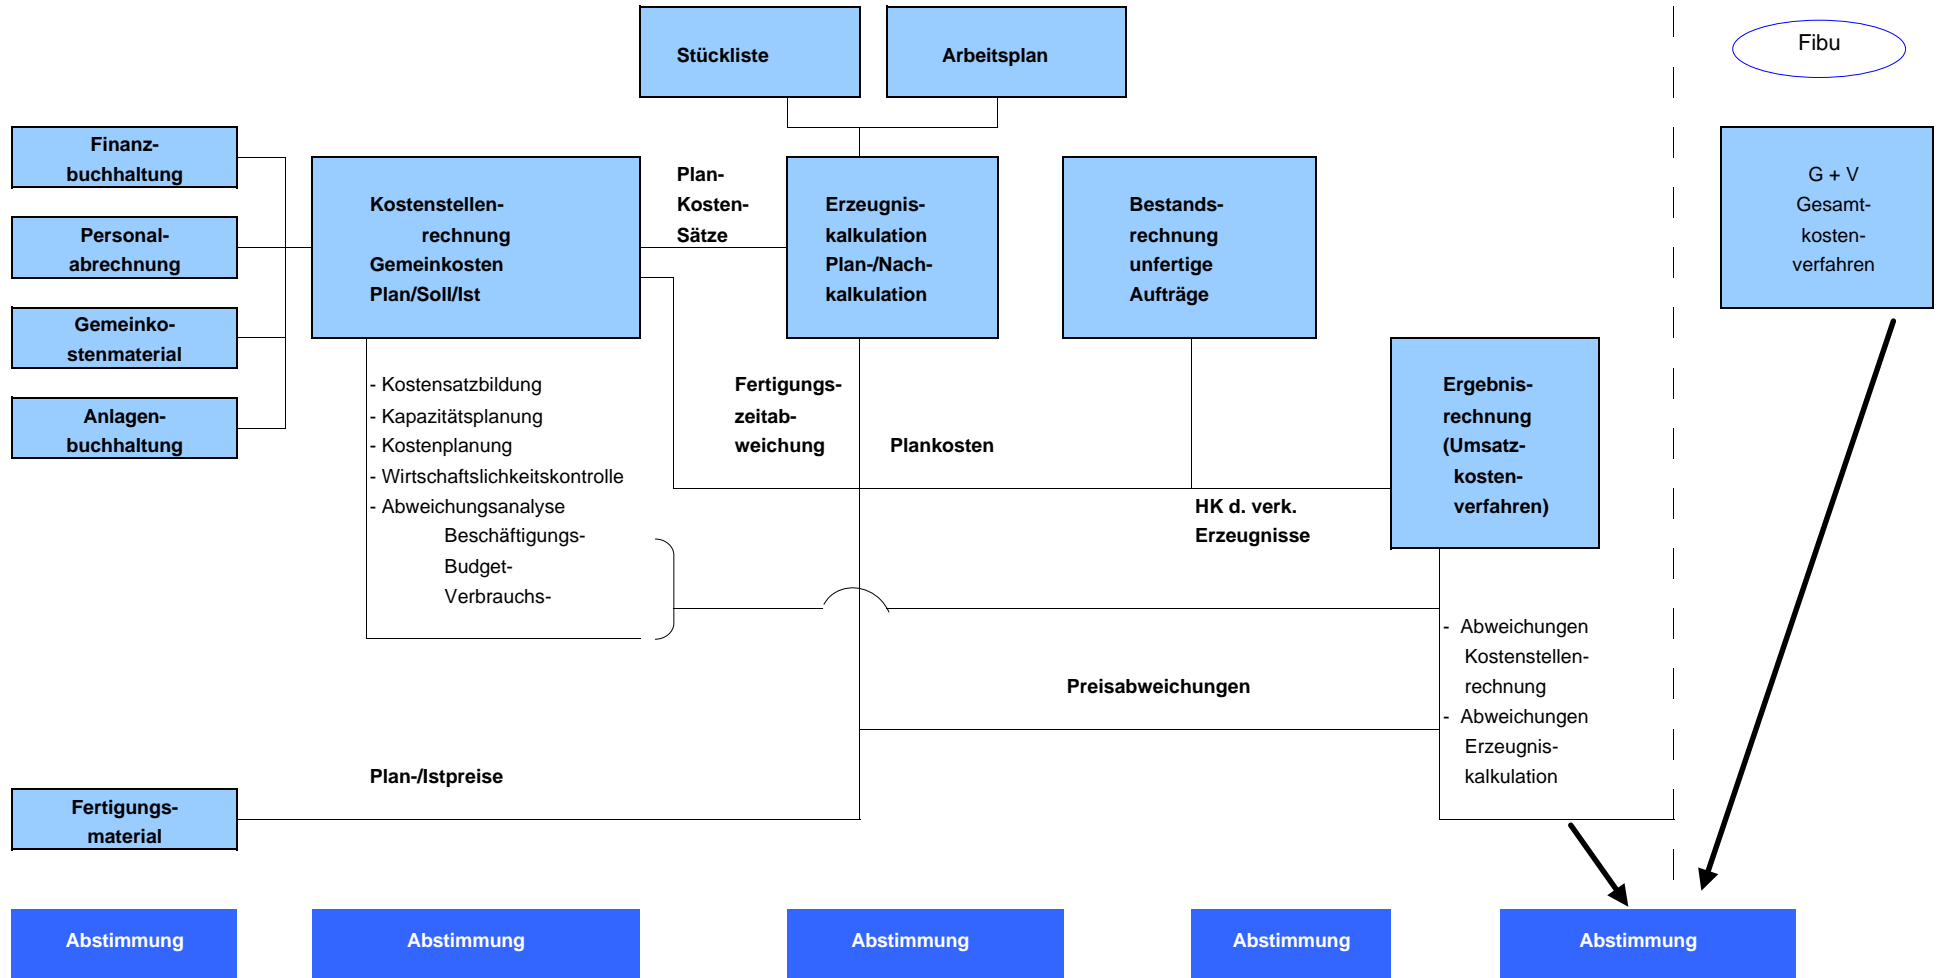 Stückliste
Arbeitsplan
Fibu
Finanz-
buchhaltung
Personal-
abrechnung
Gemeinko-
stenmaterial
Anlagen-
buchhaltung
Kostenstellen-
rechnung
Gemeinkosten
Plan/Soll/Ist
Plan-
Kosten-
Sätze
Erzeugnis-
kalkulation
Plan-/Nach-
kalkulation
Bestands-
rechnung
unfertige
Aufträge
G + V
Gesamt-
kosten-
verfahren
- Kostensatzbildung
- Kapazitätsplanung
- Kostenplanung
- Wirtschaftslichkeitskontrolle
- Abweichungsanalyse
Beschäftigungs-
Budget-
Verbrauchs-
Fertigungs-
zeitab-
weichung
Plankosten
HK d. verk.
Erzeugnisse
Ergebnis-
rechnung
(Umsatz-
kosten-
verfahren)
- Abweichungen
Kostenstellen-
rechnung
- Abweichungen
Erzeugnis-
kalkulation
Preisabweichungen
Plan-/Istpreise
Fertigungs-
material
Abstimmung
Abstimmung
Abstimmung
Abstimmung
Abstimmung